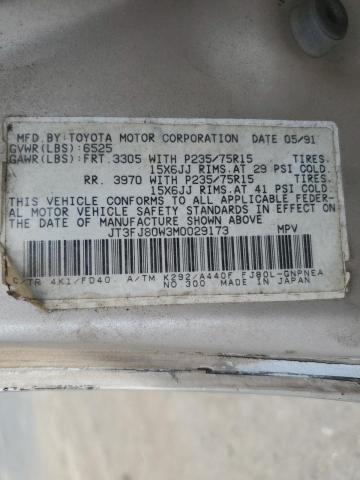 MFD.BY:TOYOTA MOTOR CORPORATION DATE 05/91
GVWR(LBS):6525
GAWR(LBS):FRT.3305 WITH P235/75R15 TIRES.
15X6JJ RIMS.AT 29 PSI COLD.
RR. 3970 WITH P235/75R15 TIRES.
15X6JJ RIMS.AT 41 PSI COLD.
THIS VEHICLE CONFORMS TO ALL APPLICABLE FEDER-
AL MOTOR VEHICLE SAFETY STANDARDS IN EFFECT ON
THE DATE OF MANUFACTURE SHOWN ABOVE.
JT3FJ80W3M0029173 MPV
C/TR 4K1/FD40 A/TM K292/A440F FJ80L-GNPNEA
NO 300 MADE IN JAPAN